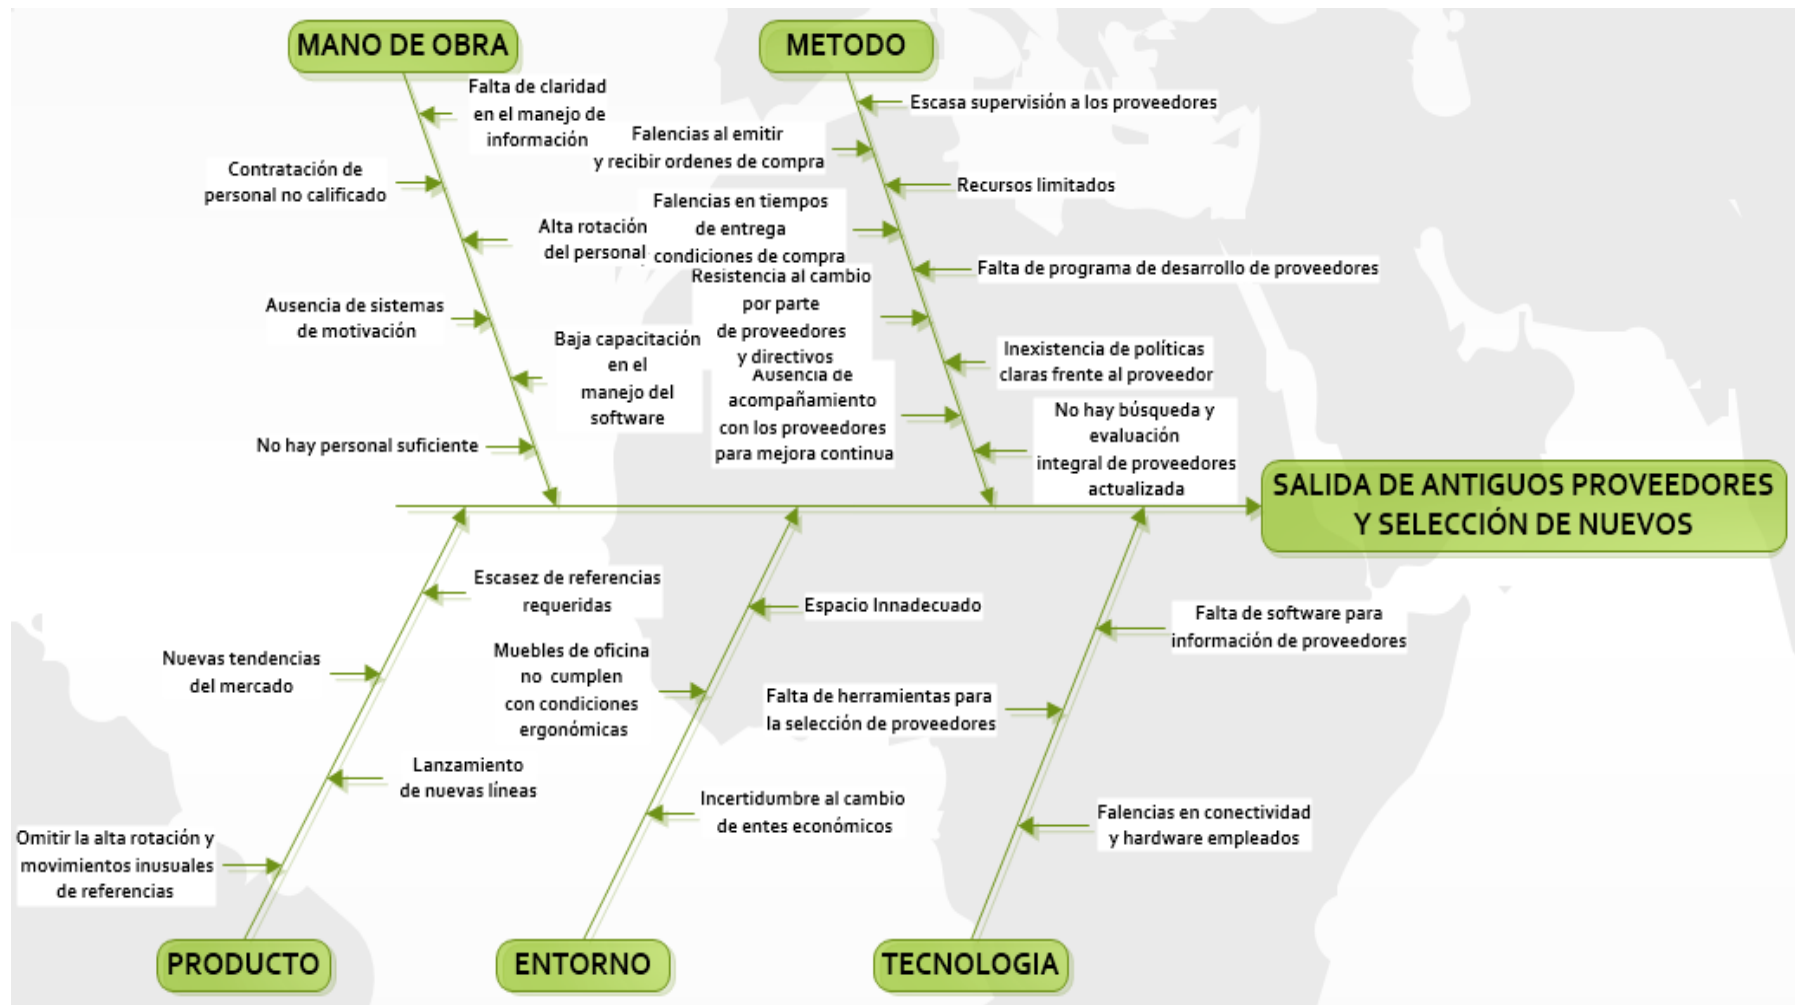 MANO DE OBRA
Falta de claridad
en el manejo de
información
Contratación de
personal no calificado
Alta rotación
del personal
Ausencia de sistemas
de motivación
Baja capacitación
en el
manejo del
software
No hay personal suficiente
METODO
Escasa supervisión a los proveedores
Falencias al emitir
y recibir ordenes de compra
Recursos limitados
Falencias en tiempos
de entrega
condiciones de compra
Falta de programa de desarrollo de proveedores
Resistencia al cambio
por parte
de proveedores
y directivos
Inexistencia de políticas
claras frente al proveedor
Ausencia de
acompañamiento
con los proveedores
para mejora continua
No hay búsqueda y
evaluación
integral de proveedores
actualizada
SALIDA DE ANTIGUOS PROVEEDORES
Y SELECCIÓN DE NUEVOS
Escasez de referencias
requeridas
Nuevas tendencias
del mercado
Lanzamiento
de nuevas líneas
Omitir la alta rotación y
movimientos inusuales
de referencias
PRODUCTO
Espacio Innadecuado
Muebles de oficina
no cumplen
con condiciones
ergonómicas
Incertidumbre al cambio
de entes económicos
ENTORNO
Falta de software para
información de proveedores
Falta de herramientas para
la selección de proveedores
Falencias en conectividad
y hardware empleados
TECNOLOGIA